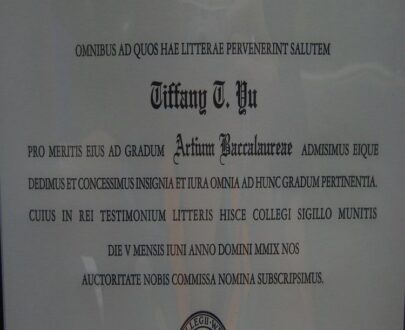 OMNIBUS AD QUOS HAE LITTERAE PERVENERINT SALUTEM
Tiffany T. Yu
PRO MERITIS EIUS AD GRADUM Artium Baccalaureae ADMISIMUS EIQUE
DEDIMUS ET CONCESSIMUS INSIGNIA ET IURA OMNIA AD HUNC GRADUM PERTINENTIA.
CUIUS IN REI TESTIMONIUM LITTERIS HISCE COLLEGI SIGILLO MUNITIS
DIE V MENSIS IUNI ANNO DOMINI MMIX NOS
AUCTORITATE NOBIS COMMISSA NOMINA SUBSCRIPSIMUS.